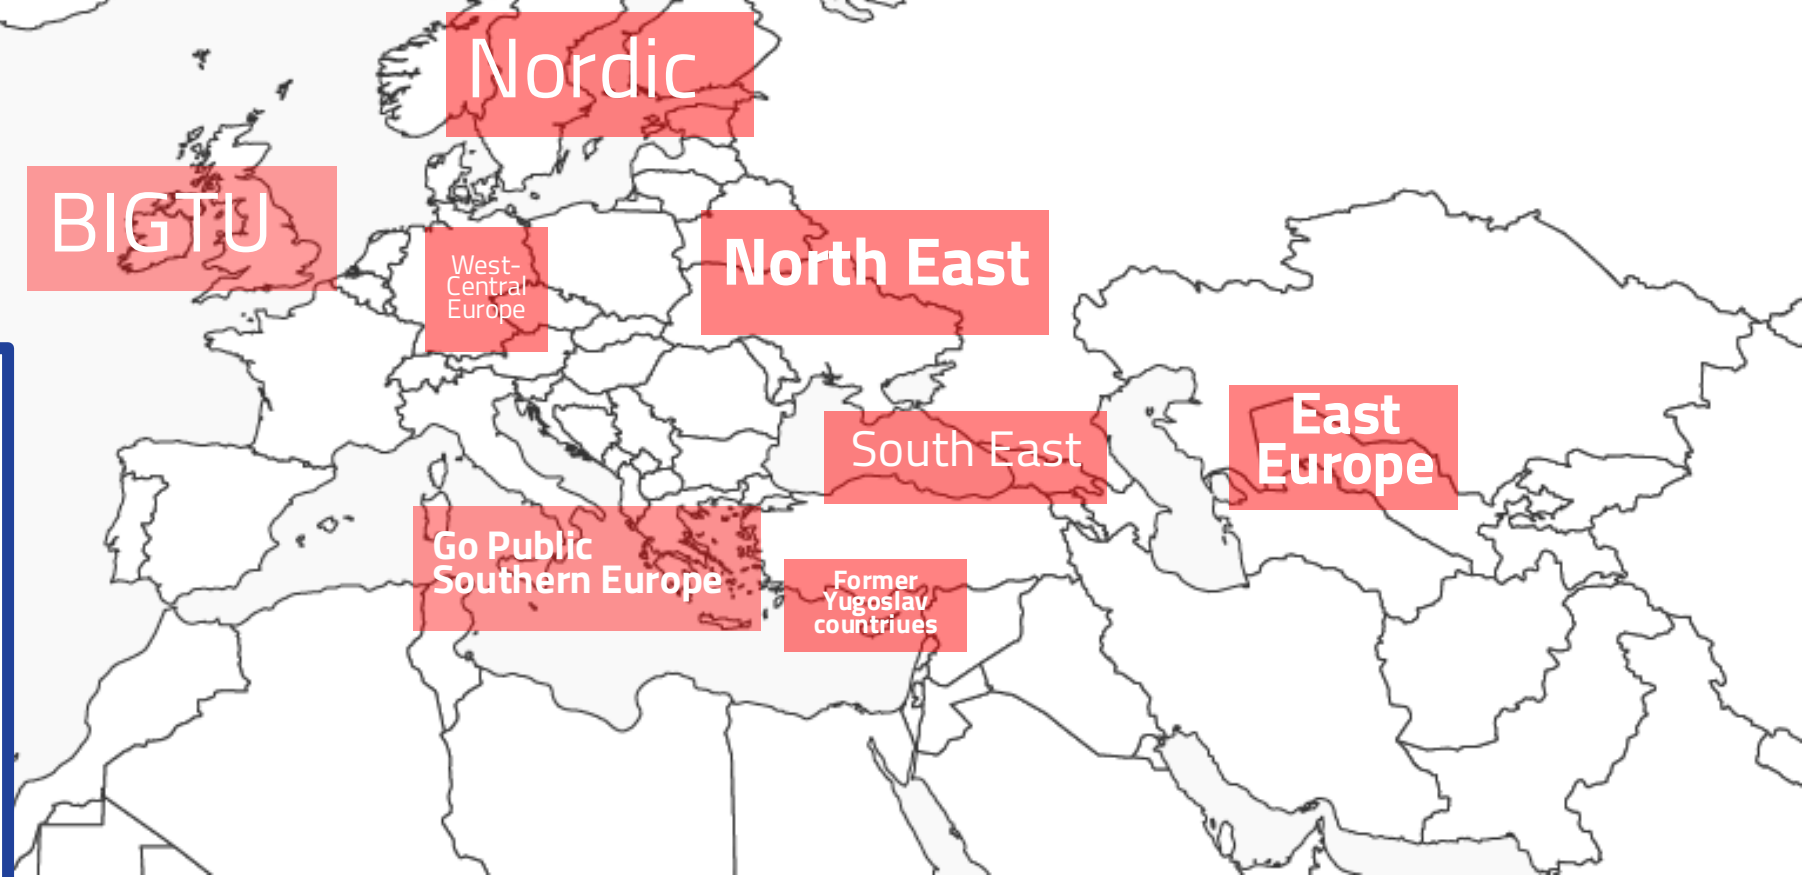 Nordic
BIGTU
West-
Central
Europe
North East
South East
East
Europe
Go Public
Southern Europe
Former
Yugoslav
countriues